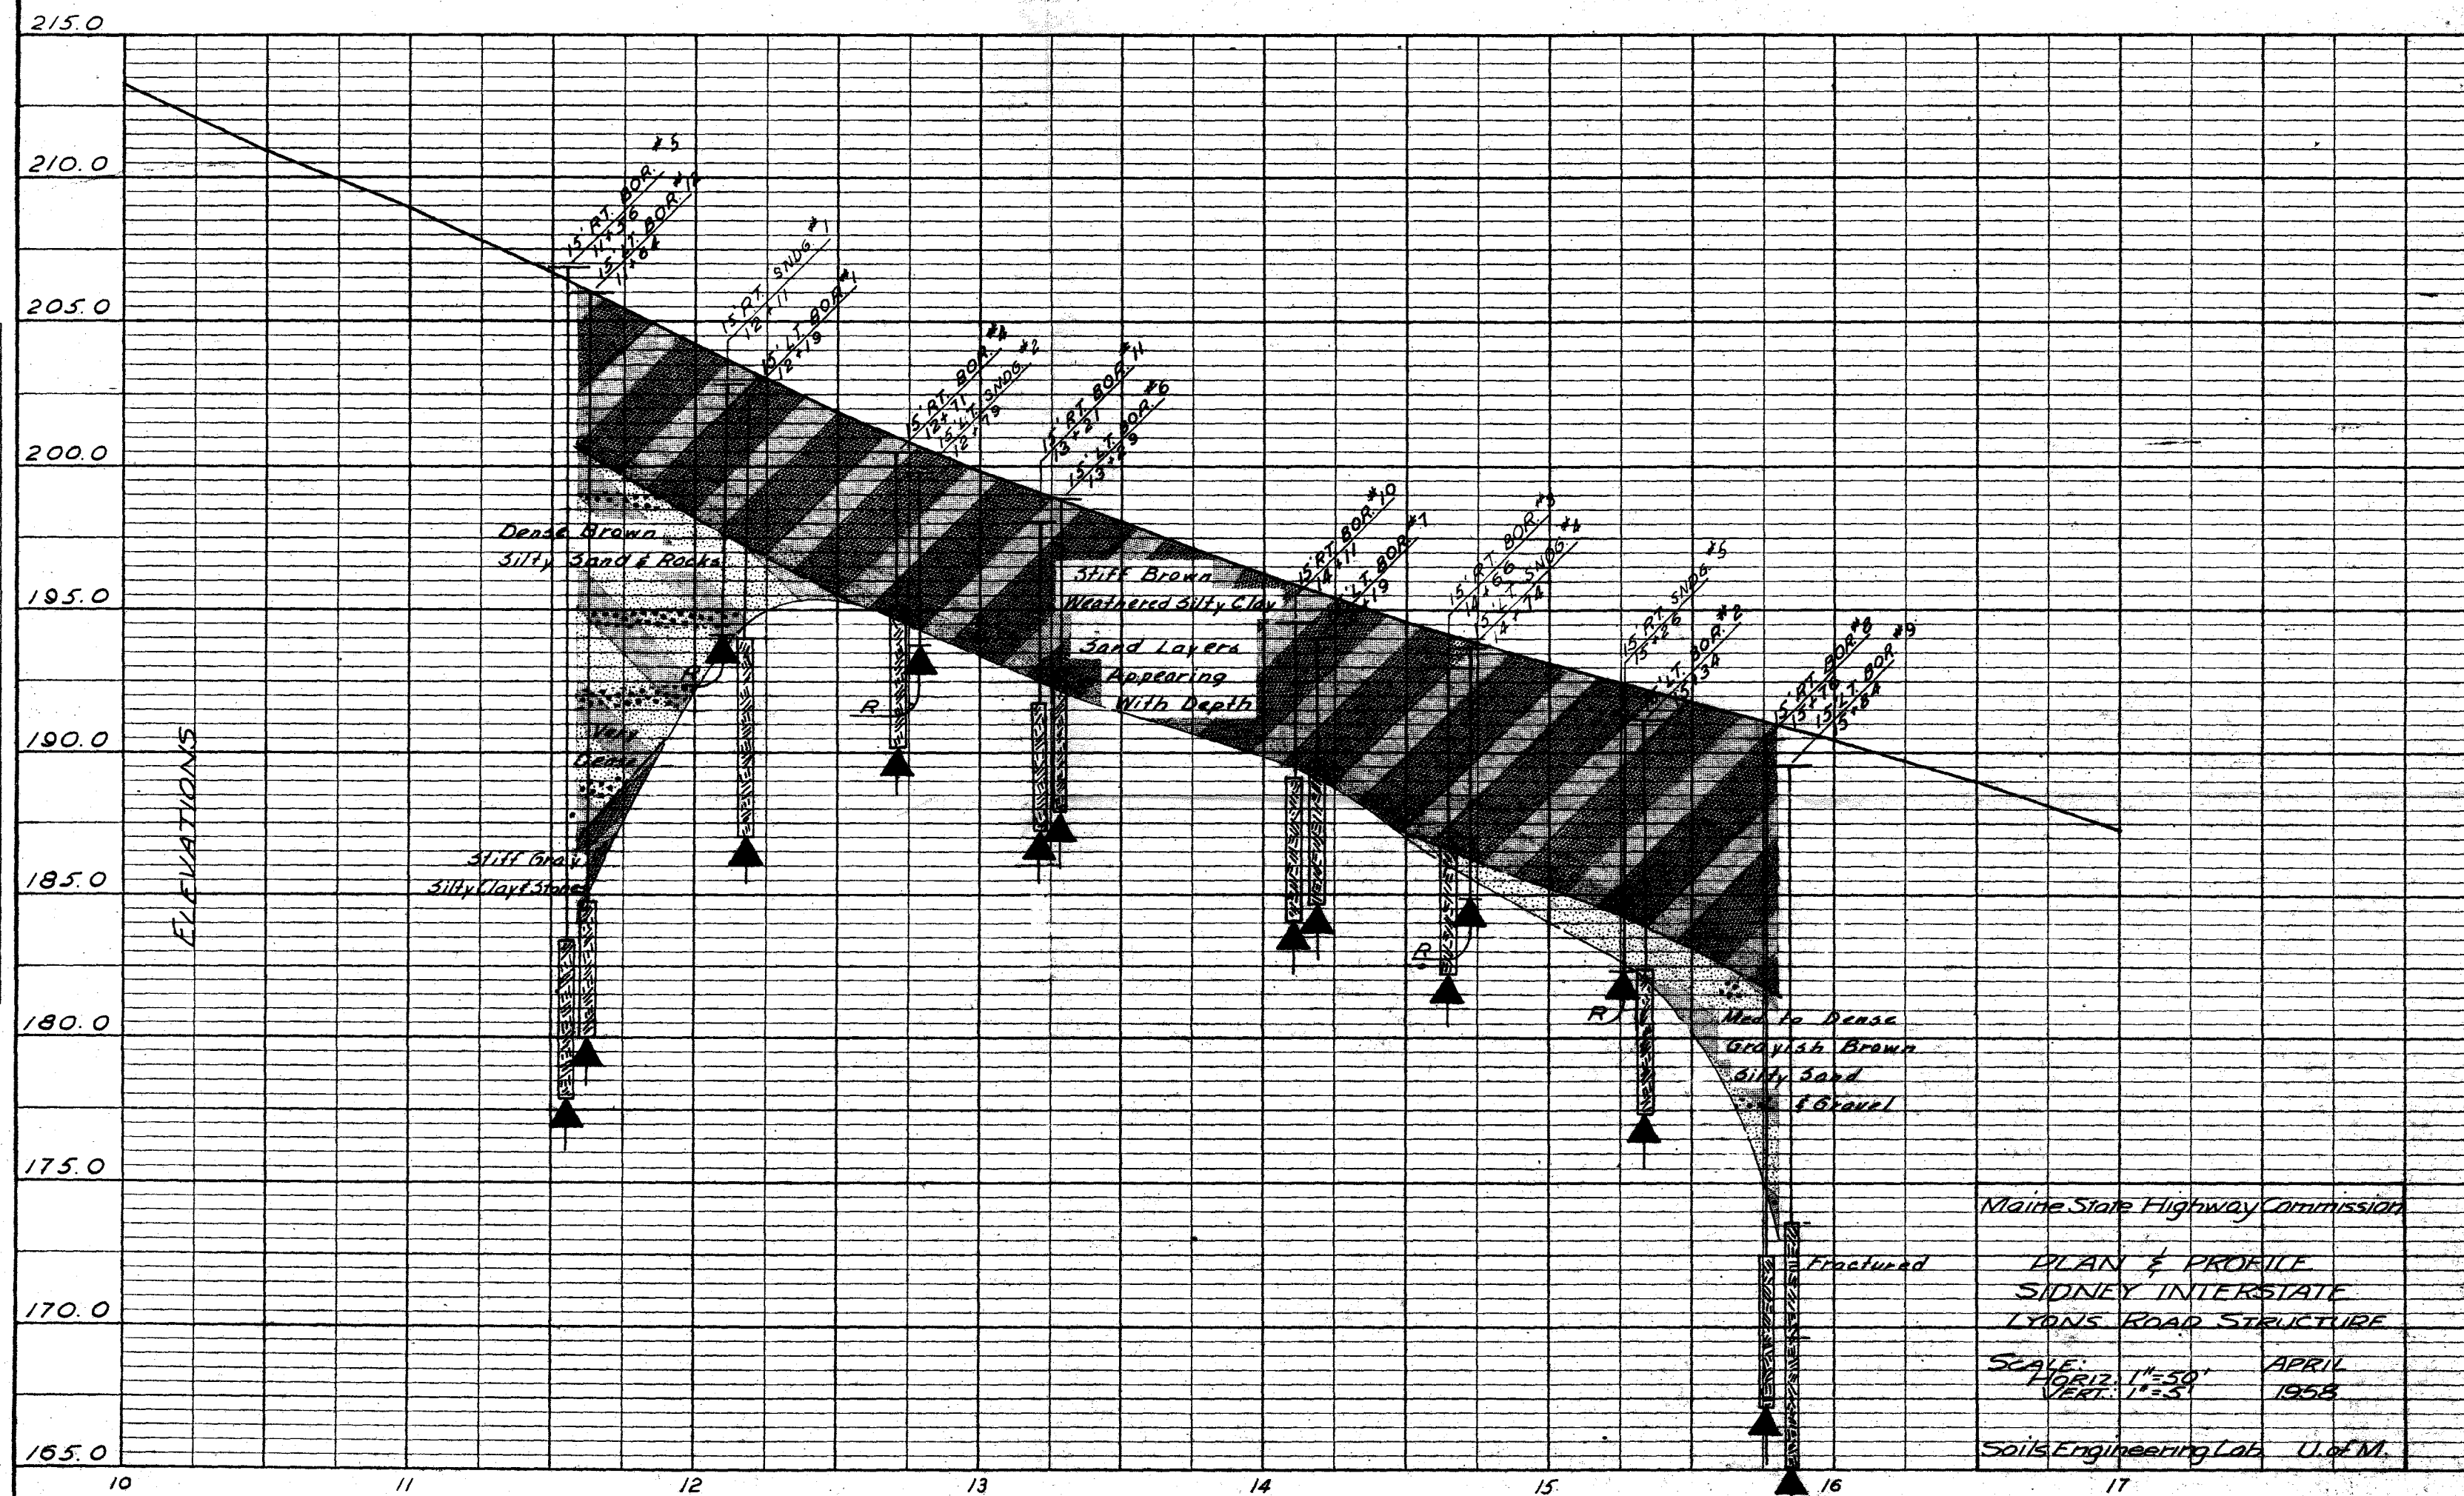 215.0
210.0
205.0
200.0
195.0
190.0
185.0
180.0
175.0
170.0
165.0
ELEVATIONS
15' RT. BOR. #5
11+56
15' LT. BOR. #12
11+64
15' RT. SNDG. #1
12+11
15' LT. BOR. #1
12+19
15' RT. BOR. #4
12+71
15' LT. SNDG. #2
12+79
15' RT. BOR. #11
13+21
15' LT. BOR. #6
13+29
15' RT. BOR. #10
14+11
LT. BOR. #7
+19
15' RT. BOR. #3
14+66
15' LT. SNDG. #4
14+74
15' RT. SNDG. #5
15+26
15' LT. BOR. #2
15+34
15' RT. BOR. #8
15+76
15' LT. BOR. #9
15+84
Dense Brown
Silty Sand & Rocks
Very
Dense
Stiff Gray
Silty Clay & Stones
Stiff Brown
Weathered Silty Clay
Sand Layers
Appearing
With Depth
R
R
R
R
Med to Dense
Grayish Brown
Silty Sand
& Gravel
Fractured
Maine State Highway Commission
PLAN & PROFILE
SIDNEY INTERSTATE
LYONS ROAD STRUCTURE
SCALE: APRIL
HORIZ. 1"=50'
VERT. 1"=5' 1958
Soils Engineering Lab U. of M.
10 11 12 13 14 15 16 17